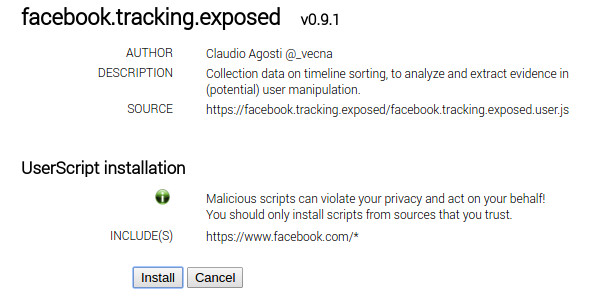 facebook.tracking.exposed v0.9.1
AUTHOR Claudio Agosti @_vecna
DESCRIPTION Collection data on timeline sorting, to analyze and extract evidence in
(potential) user manipulation.
SOURCE https://facebook.tracking.exposed/facebook.tracking.exposed.user.js
UserScript installation
Malicious scripts can violate your privacy and act on your behalf!
You should only install scripts from sources that you trust.
INCLUDE(S) https://www.facebook.com/*
Install Cancel